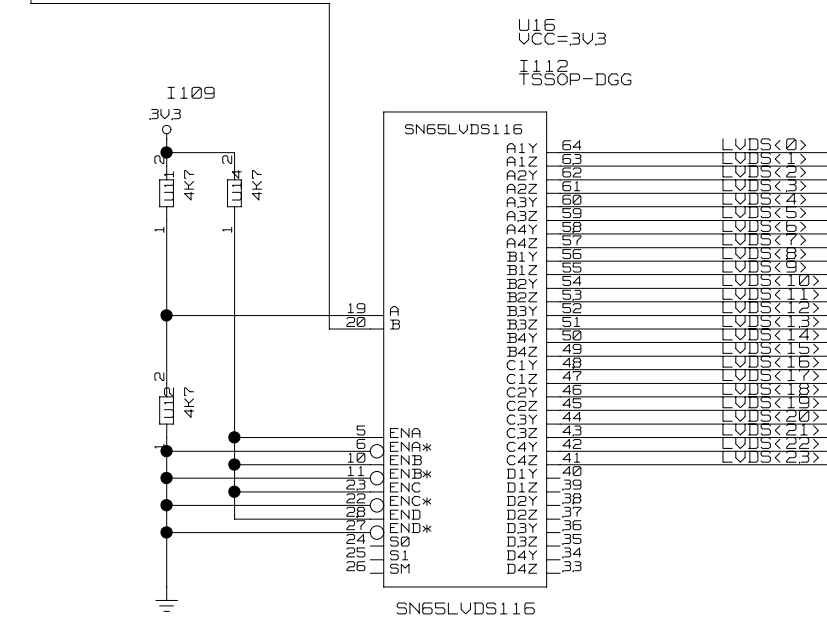 U16
VCC=3V3
I112
TSSOP-DGG
I109
3V3
SN65LVDS116
2 2
U11 4K7 U14 4K7
1 1
2
U12 4K7
1
19 A
20 B
5 ENA
6 ENA*
10 ENB
11 ENB*
23 ENC
22 ENC*
28 END
27 END*
24 S0
25 S1
26 SM
A1Y 64 LVDS<0>
A1Z 63 LVDS<1>
A2Y 62 LVDS<2>
A2Z 61 LVDS<3>
A3Y 60 LVDS<4>
A3Z 59 LVDS<5>
A4Y 58 LVDS<6>
A4Z 57 LVDS<7>
B1Y 56 LVDS<8>
B1Z 55 LVDS<9>
B2Y 54 LVDS<10>
B2Z 53 LVDS<11>
B3Y 52 LVDS<12>
B3Z 51 LVDS<13>
B4Y 50 LVDS<14>
B4Z 49 LVDS<15>
C1Y 48 LVDS<16>
C1Z 47 LVDS<17>
C2Y 46 LVDS<18>
C2Z 45 LVDS<19>
C3Y 44 LVDS<20>
C3Z 43 LVDS<21>
C4Y 42 LVDS<22>
C4Z 41 LVDS<23>
D1Y 40
D1Z 39
D2Y 38
D2Z 37
D3Y 36
D3Z 35
D4Y 34
D4Z 33
SN65LVDS116